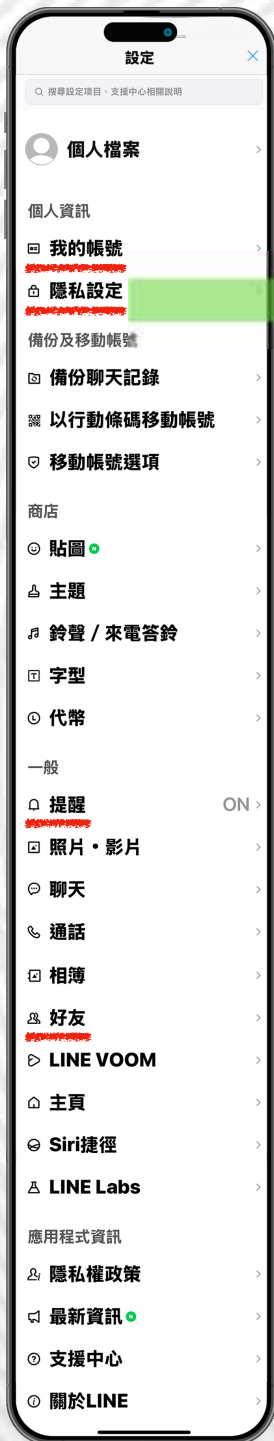 設定
搜尋設定項目、支援中心相關說明
個人檔案
個人資訊
我的帳號
隱私設定
備份及移動帳號
備份聊天記錄
以行動條碼移動帳號
移動帳號選項
商店
貼圖 N
主題
鈴聲／來電答鈴
字型
代幣
一般
提醒 ON
照片・影片
聊天
通話
相簿
好友
LINE VOOM
主頁
Siri捷徑
LINE Labs
應用程式資訊
隱私權政策
最新資訊 N
支援中心
關於LINE